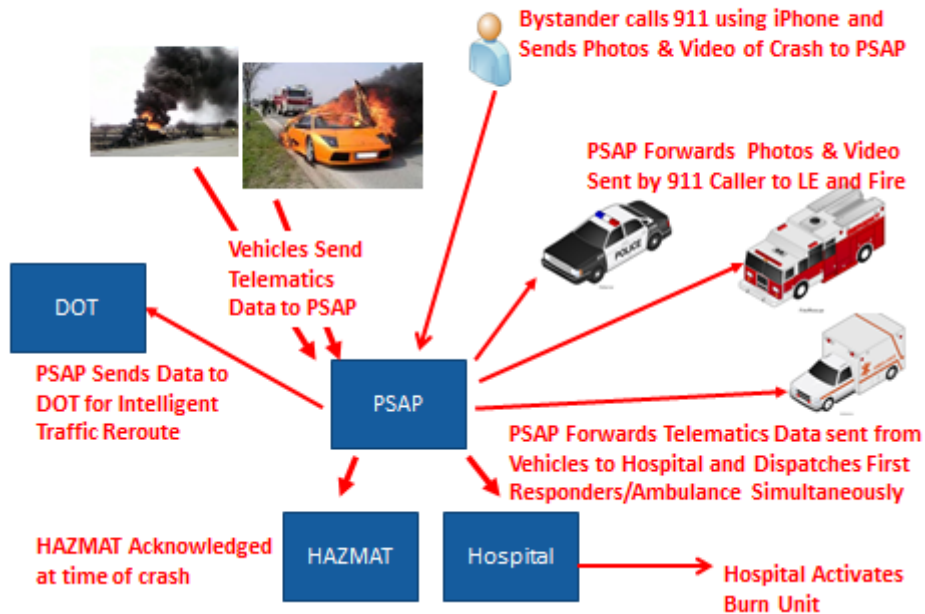 Bystander calls 911 using iPhone and
Sends Photos & Video of Crash to PSAP
PSAP Forwards Photos & Video
Sent by 911 Caller to LE and Fire
POLICE
Vehicles Send
Telematics
Data to PSAP
DOT
PSAP Sends Data to
DOT for Intelligent
Traffic Reroute
PSAP
PSAP Forwards Telematics Data sent from
Vehicles to Hospital and Dispatches First
Responders/Ambulance Simultaneously
HAZMAT Acknowledged
at time of crash
HAZMAT
Hospital
Hospital Activates
Burn Unit